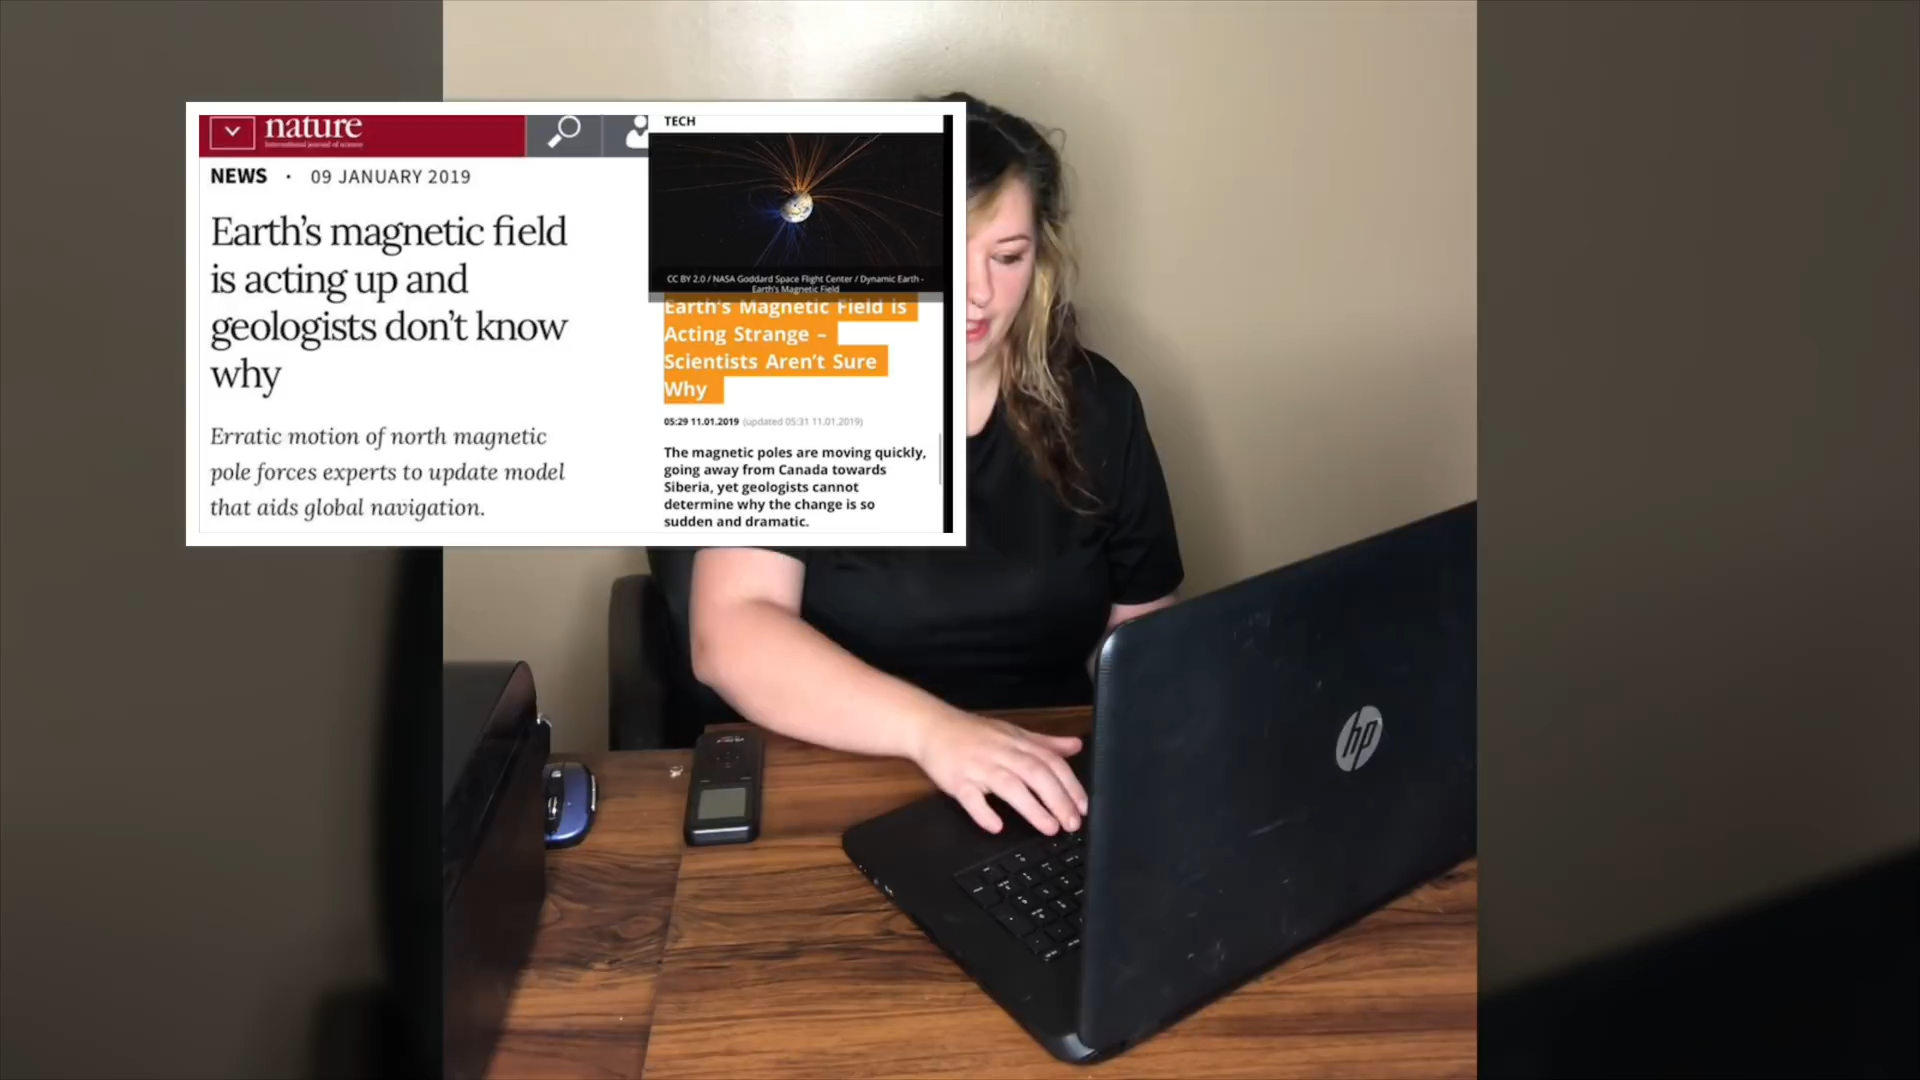 nature
International journal of science
NEWS · 09 JANUARY 2019
Earth's magnetic field
is acting up and
geologists don't know
why
Erratic motion of north magnetic
pole forces experts to update model
that aids global navigation.
TECH
CC BY 2.0 / NASA Goddard Space Flight Center / Dynamic Earth -
Earth's Magnetic Field
Earth's Magnetic Field is
Acting Strange –
Scientists Aren't Sure
Why
05:29 11.01.2019 (updated 05:31 11.01.2019)
The magnetic poles are moving quickly,
going away from Canada towards
Siberia, yet geologists cannot
determine why the change is so
sudden and dramatic.
hp